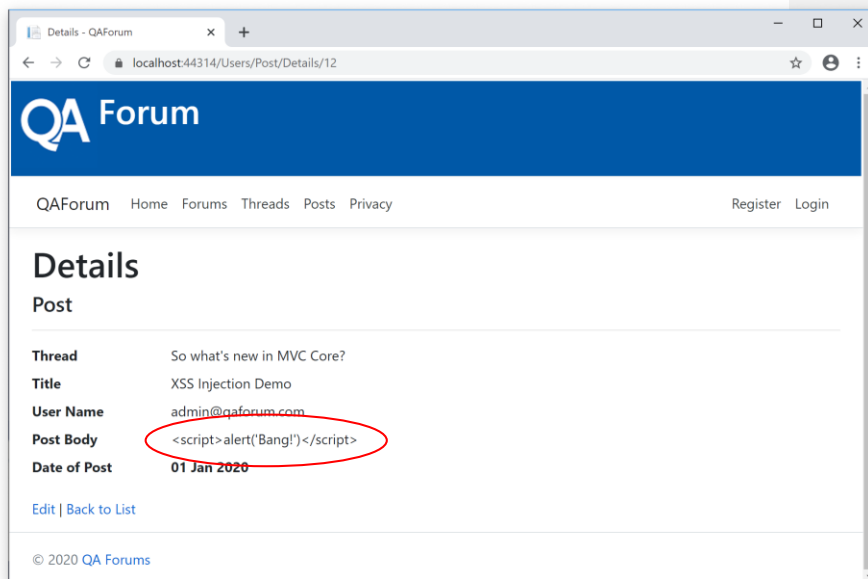 Details - QAForum
localhost:44314/Users/Post/Details/12
QA Forum
QAForum Home Forums Threads Posts Privacy Register Login
Details
Post
Thread So what's new in MVC Core?
Title XSS Injection Demo
User Name admin@qaforum.com
Post Body <script>alert('Bang!')</script>
Date of Post 01 Jan 2020
Edit | Back to List
© 2020 QA Forums